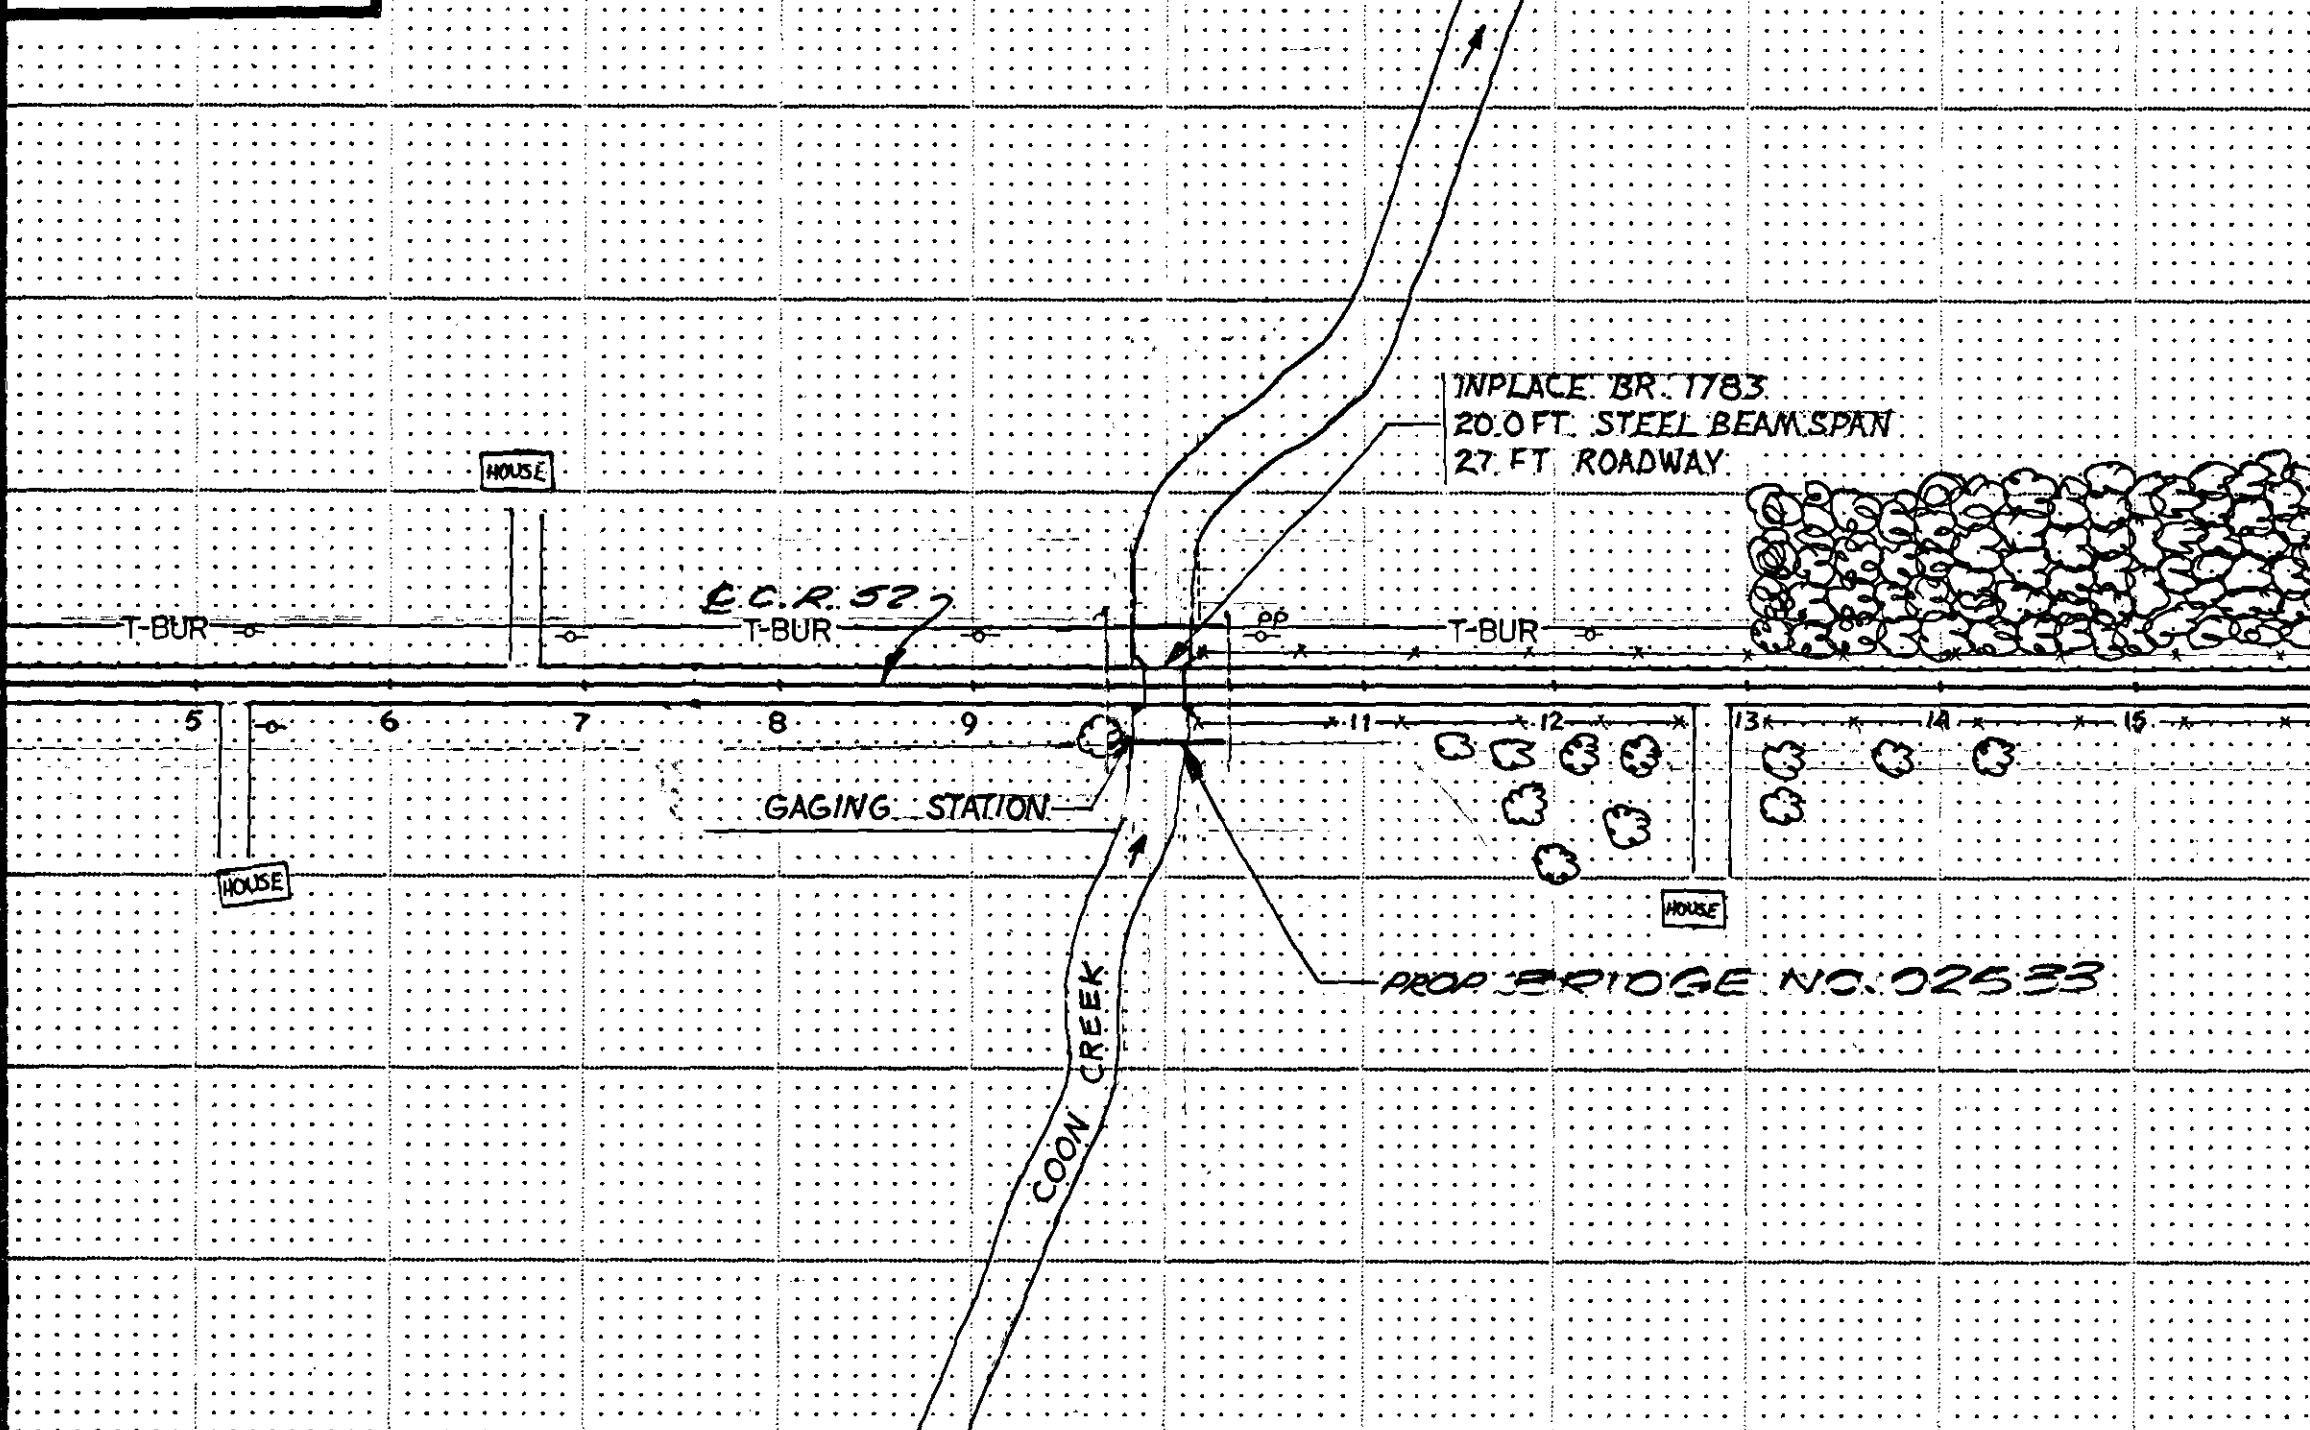 INPLACE BR. 1783
20.0 FT. STEEL BEAM SPAN
27 FT ROADWAY
HOUSE
℄ C.R. 52
T-BUR
T-BUR
PP
T-BUR
5 6 7 8 9 11 12 13 14 15
GAGING STATION
HOUSE
HOUSE
PROP BRIDGE NO. 02533
COON CREEK